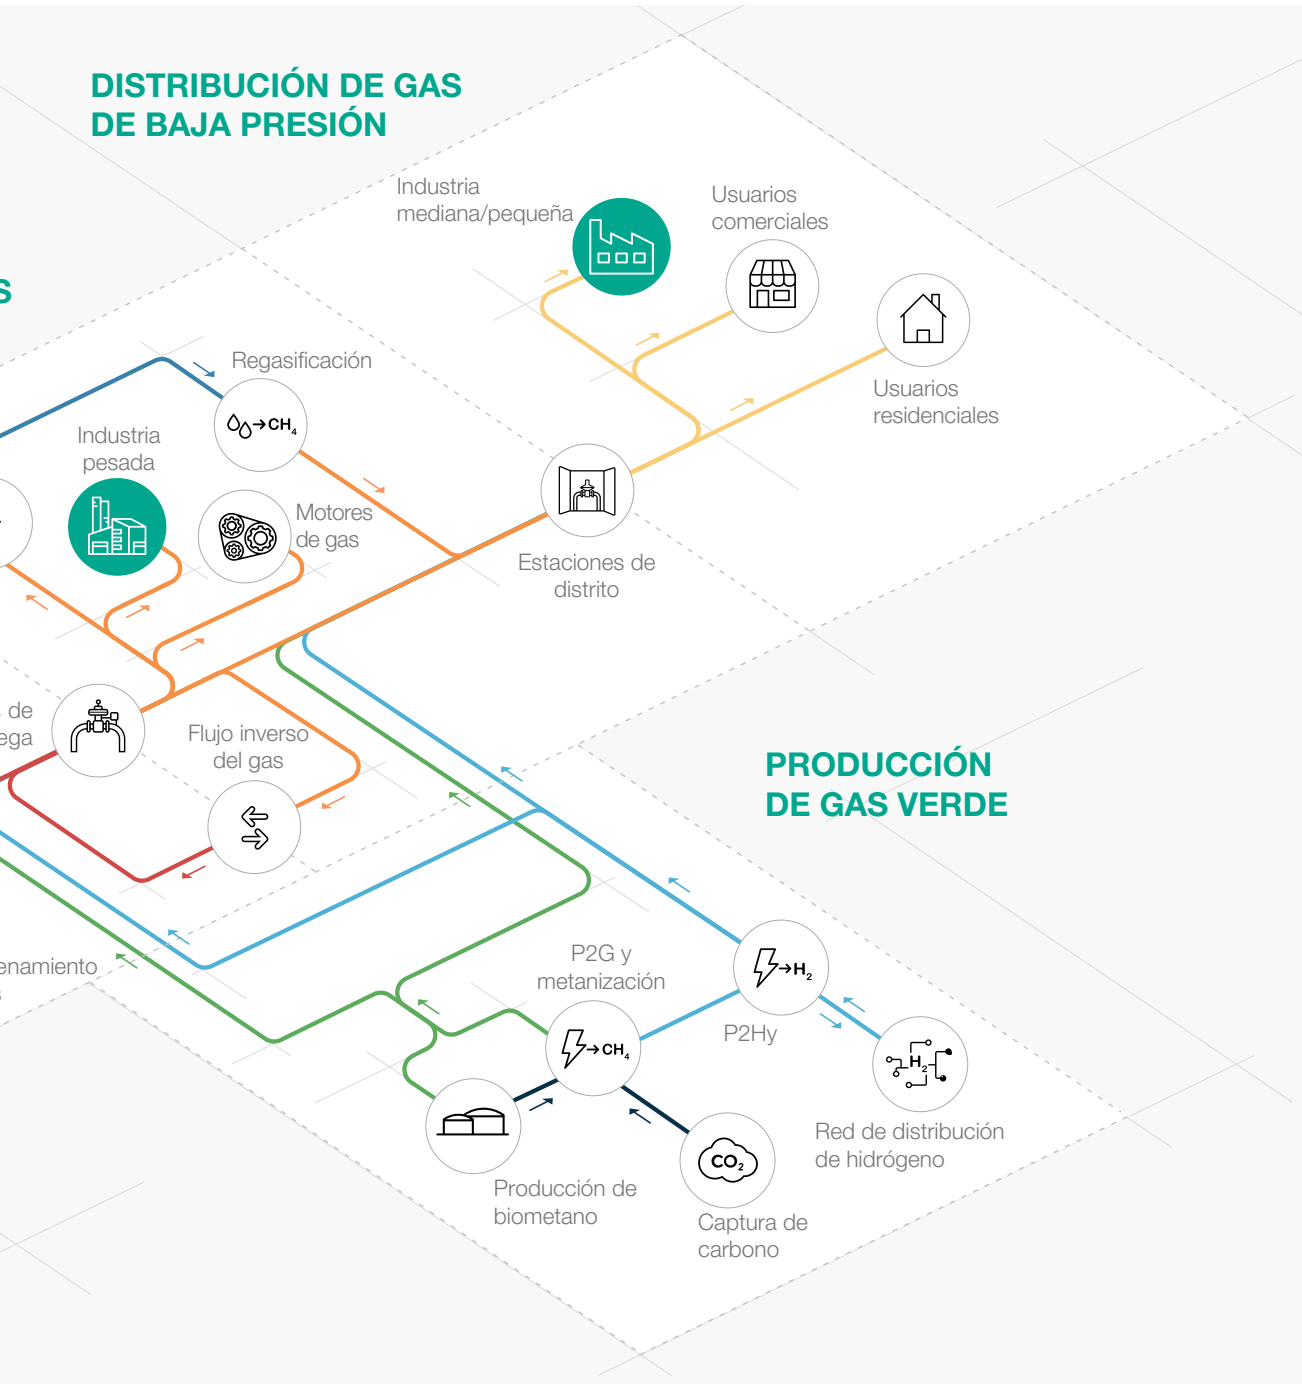 DISTRIBUCIÓN DE GAS
DE BAJA PRESIÓN
Industria
mediana/pequeña
Usuarios
comerciales
S
Regasificación
→CH₄
Usuarios
residenciales
Industria
pesada
Motores
de gas
Estaciones de
distrito
de
Flujo inverso
del gas
PRODUCCIÓN
DE GAS VERDE
P2G y
metanización
→H₂
P2Hy
→CH₄
H₂
Red de distribución
de hidrógeno
CO₂
Producción de
biometano
Captura de
carbono